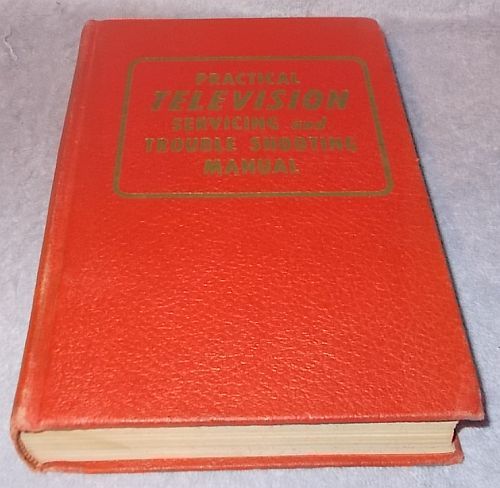 PRACTICAL
TELEVISION
SERVICING and
TROUBLE SHOOTING
MANUAL